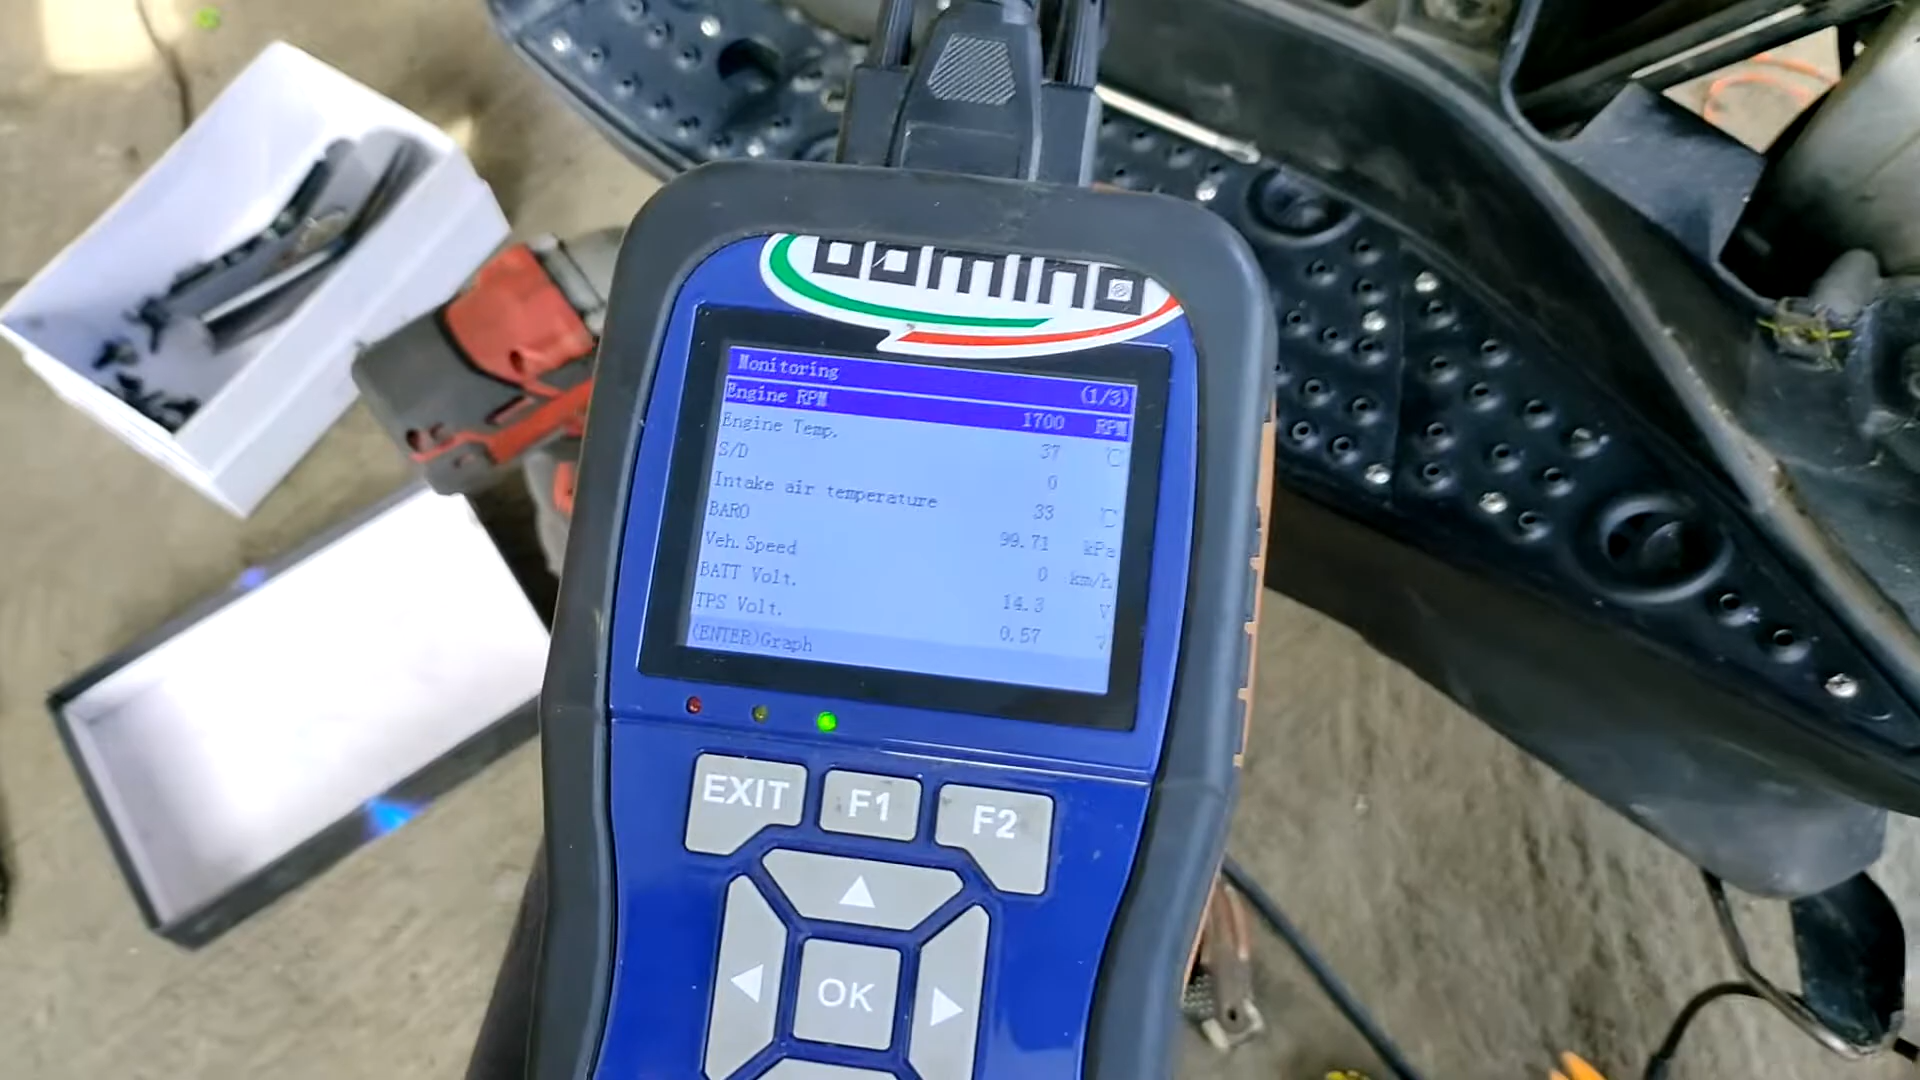 domino
Monitoring (1/3)
Engine RPM 1700 RPM
Engine Temp. 37 ℃
S/D 0
Intake air temperature 33 ℃
BARO 99.71 kPa
Veh.Speed 0 km/h
BATT Volt. 14.3 V
TPS Volt. 0.57 V
(ENTER)Graph
EXIT F1 F2
OK